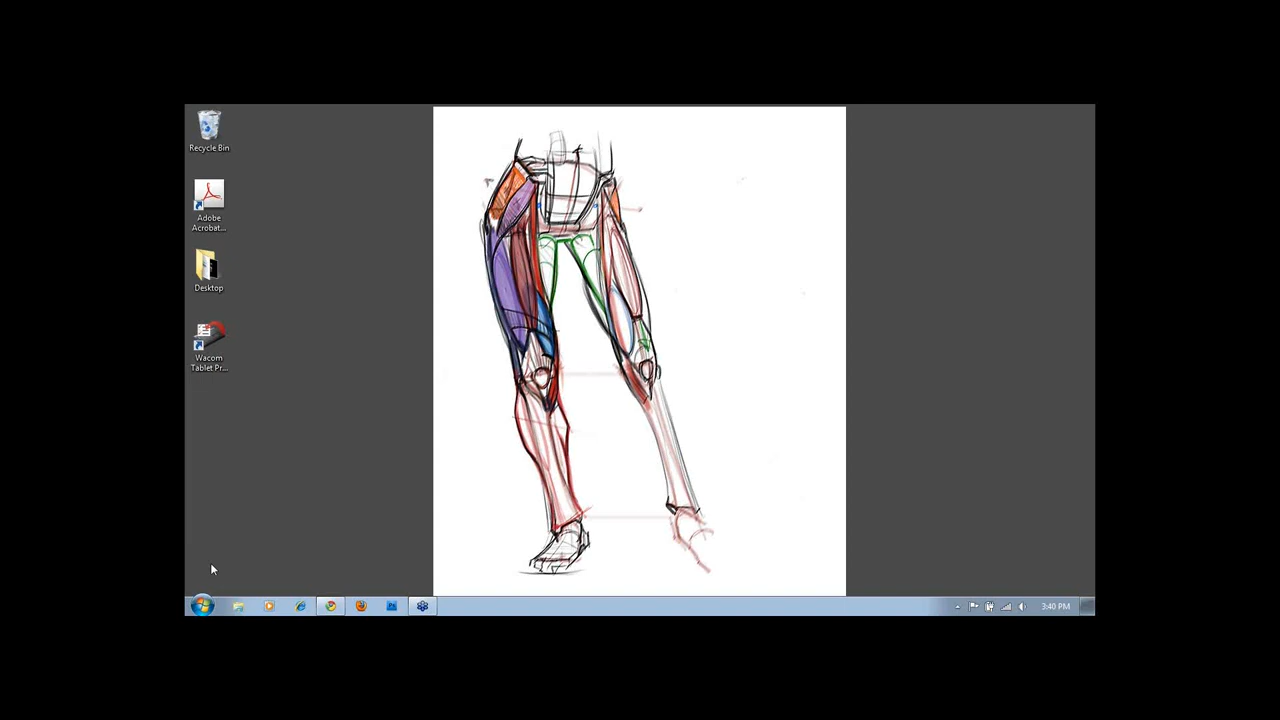 Recycle Bin
Adobe
Acrobat...
Desktop
Wacom
Tablet Pr...
3:40 PM